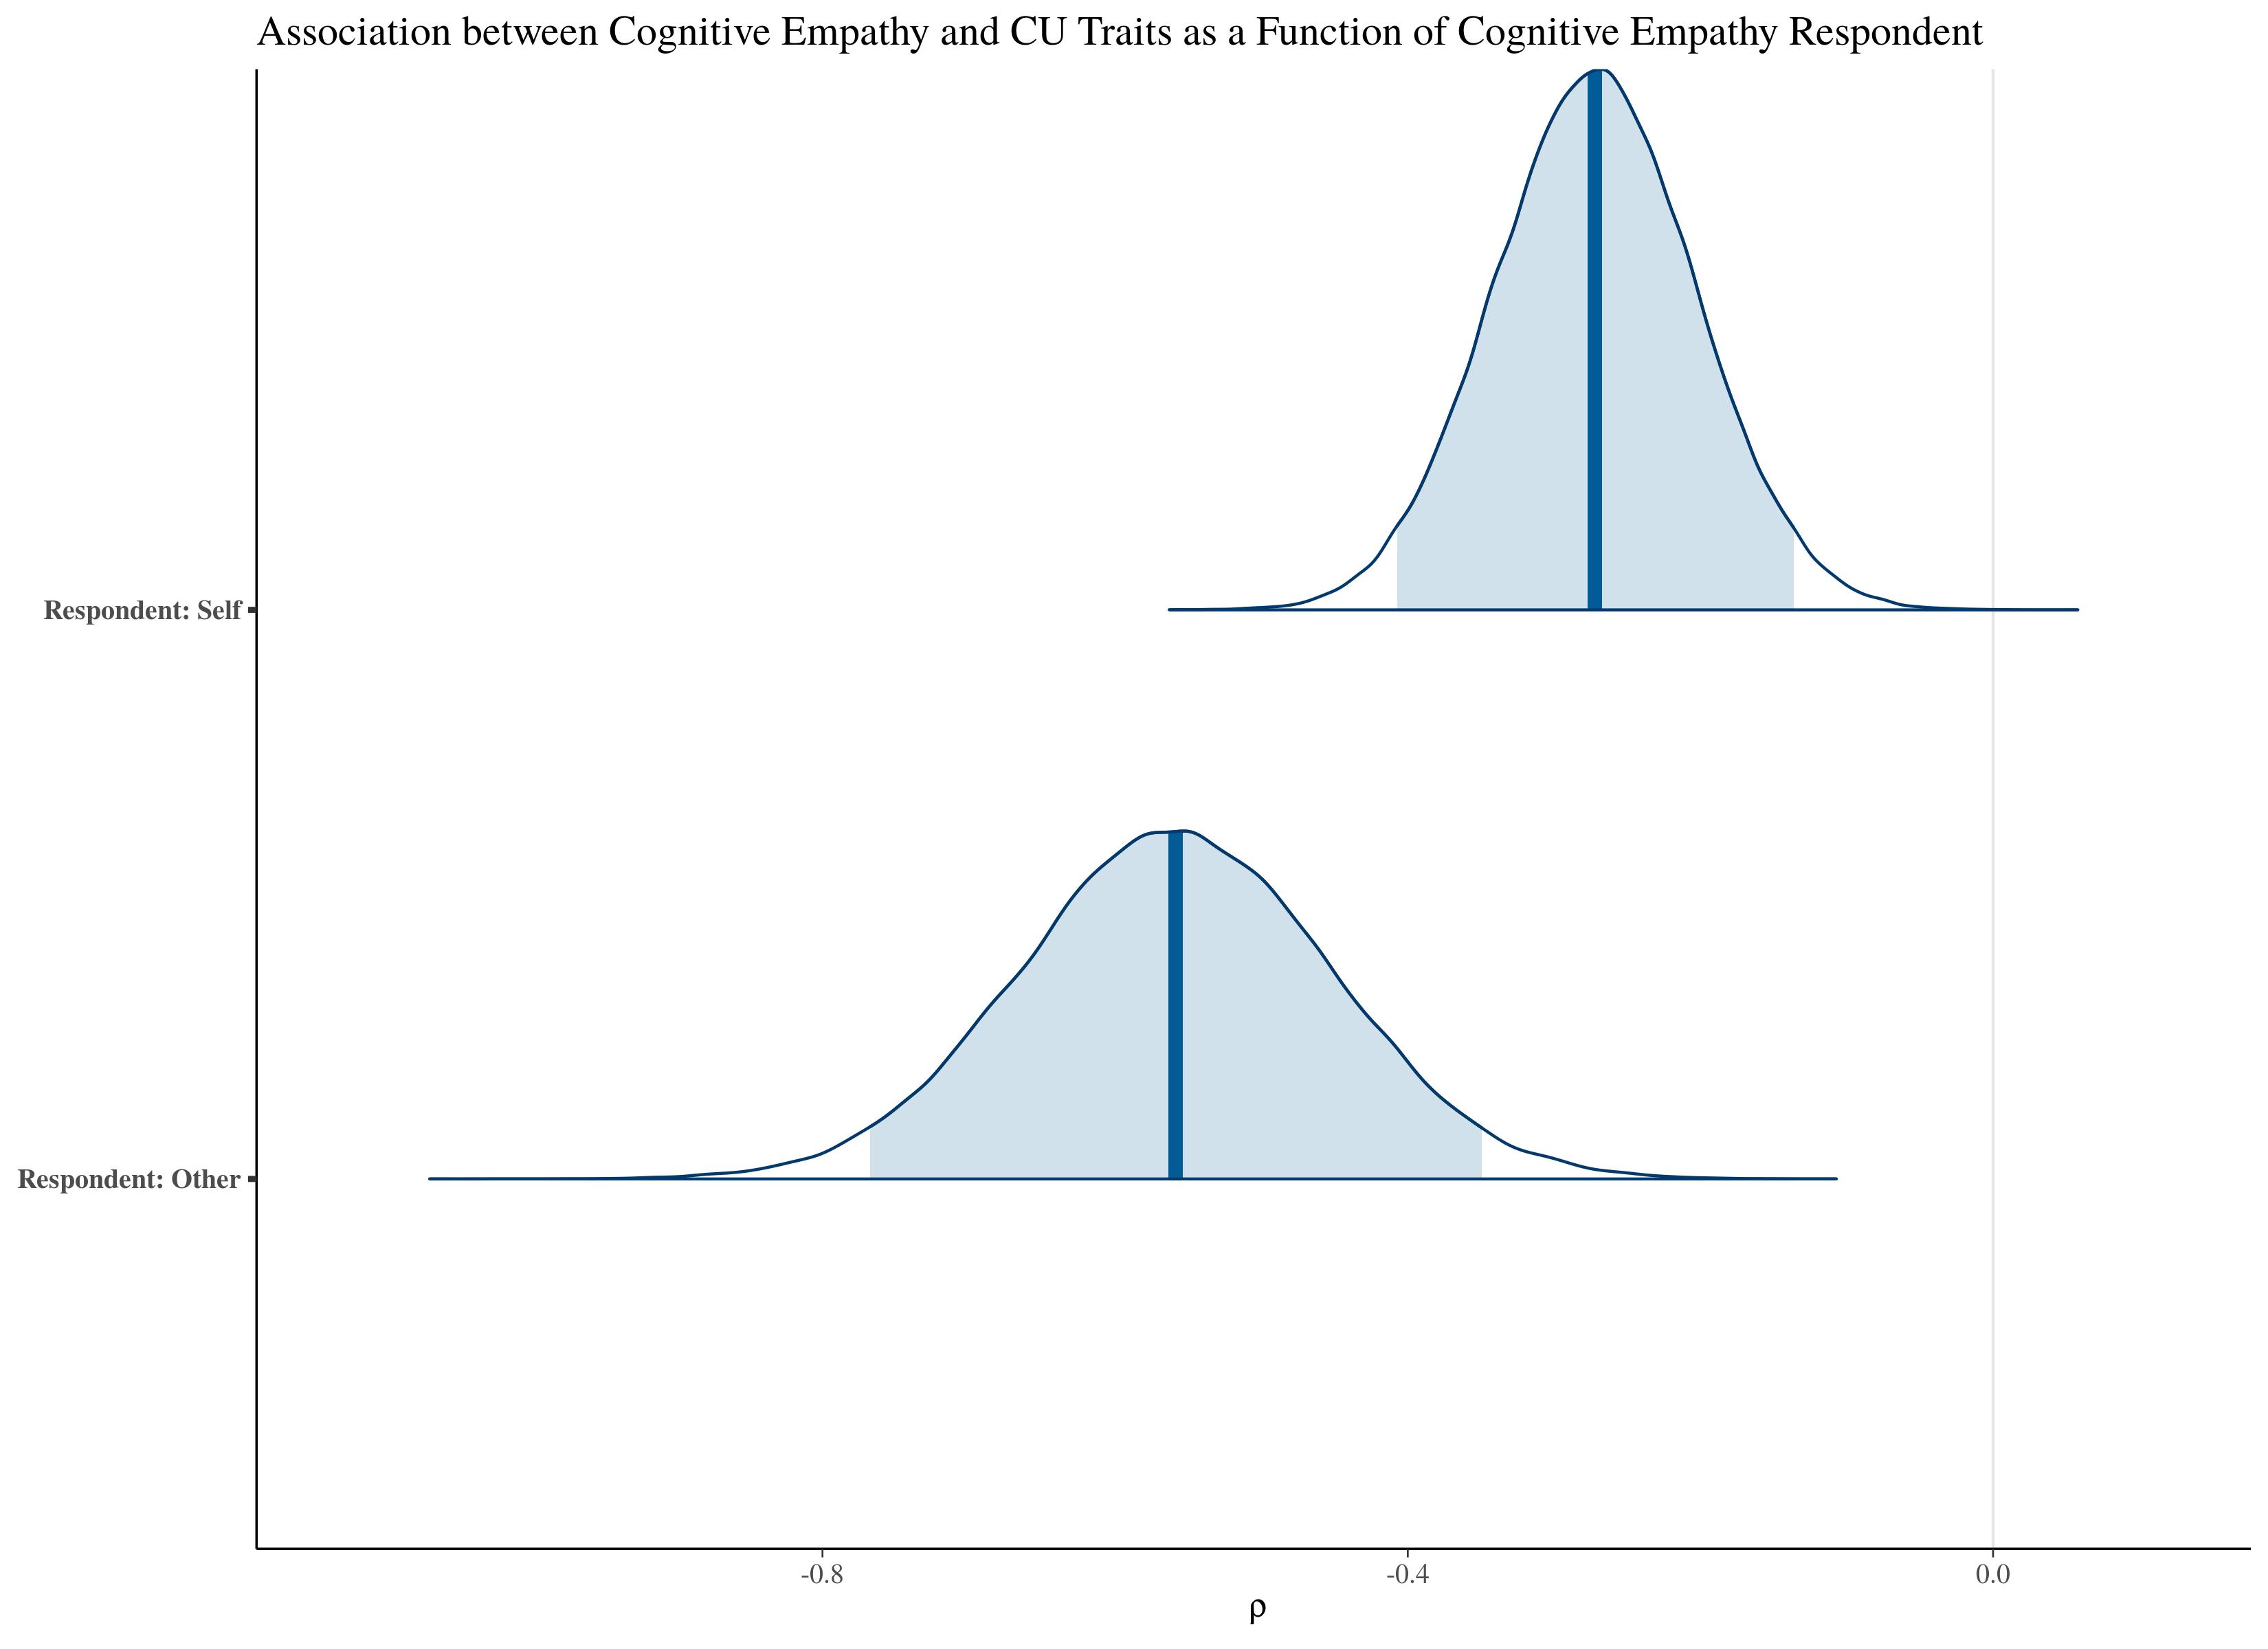 Association between Cognitive Empathy and CU Traits as a Function of Cognitive Empathy Respondent
Respondent: Self
Respondent: Other
-0.8 -0.4 0.0
ρ